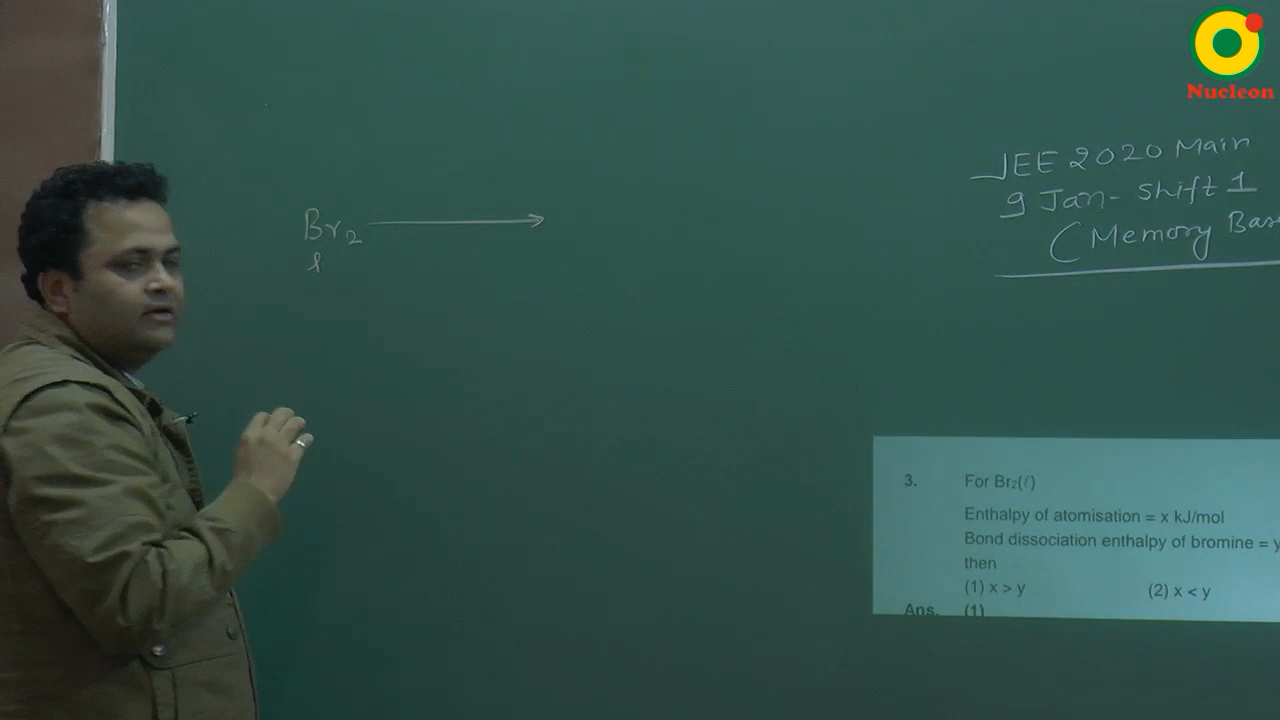 Nucleon
JEE 2020 Main
9 Jan- Shift 1
(Memory
Br2
l
3. For Br₂(ℓ)
Enthalpy of atomisation = x kJ/mol
Bond dissociation enthalpy of bromine = y
then
(1) x > y (2) x < y
Ans. (1)